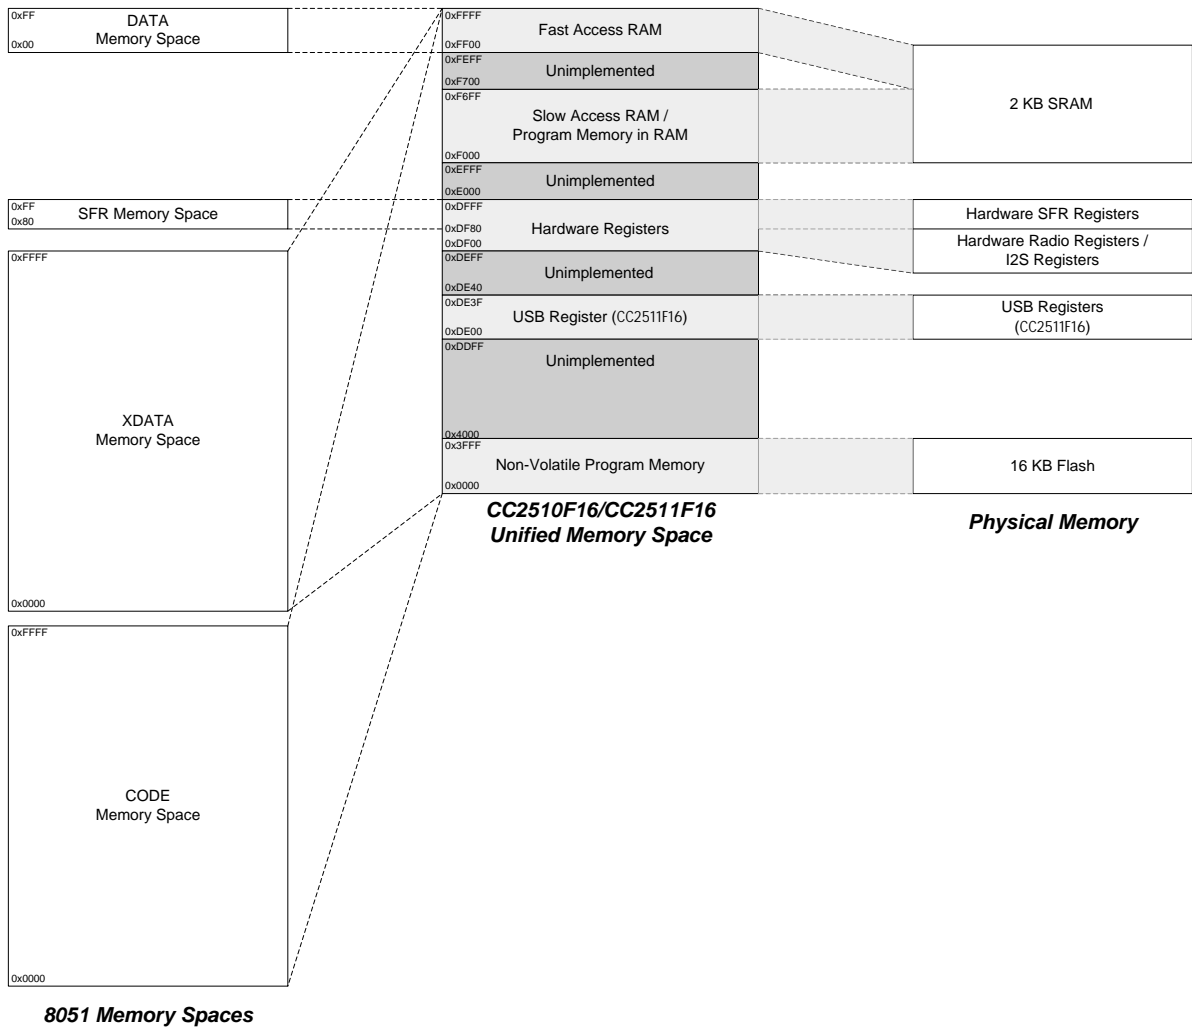 0xFF
DATA
Memory Space
0x00
0xFF
SFR Memory Space
0x80
0xFFFF
XDATA
Memory Space
0x0000
0xFFFF
CODE
Memory Space
0x0000
8051 Memory Spaces
0xFFFF
Fast Access RAM
0xFF00
0xFEFF
Unimplemented
0xF700
0xF6FF
Slow Access RAM /
Program Memory in RAM
0xF000
0xEFFF
Unimplemented
0xE000
0xDFFF
Hardware Registers
0xDF80
0xDF00
0xDEFF
Unimplemented
0xDE40
0xDE3F
USB Register (CC2511F16)
0xDE00
0xDDFF
Unimplemented
0x4000
0x3FFF
Non-Volatile Program Memory
0x0000
CC2510F16/CC2511F16
Unified Memory Space
2 KB SRAM
Hardware SFR Registers
Hardware Radio Registers /
I2S Registers
USB Registers
(CC2511F16)
16 KB Flash
Physical Memory